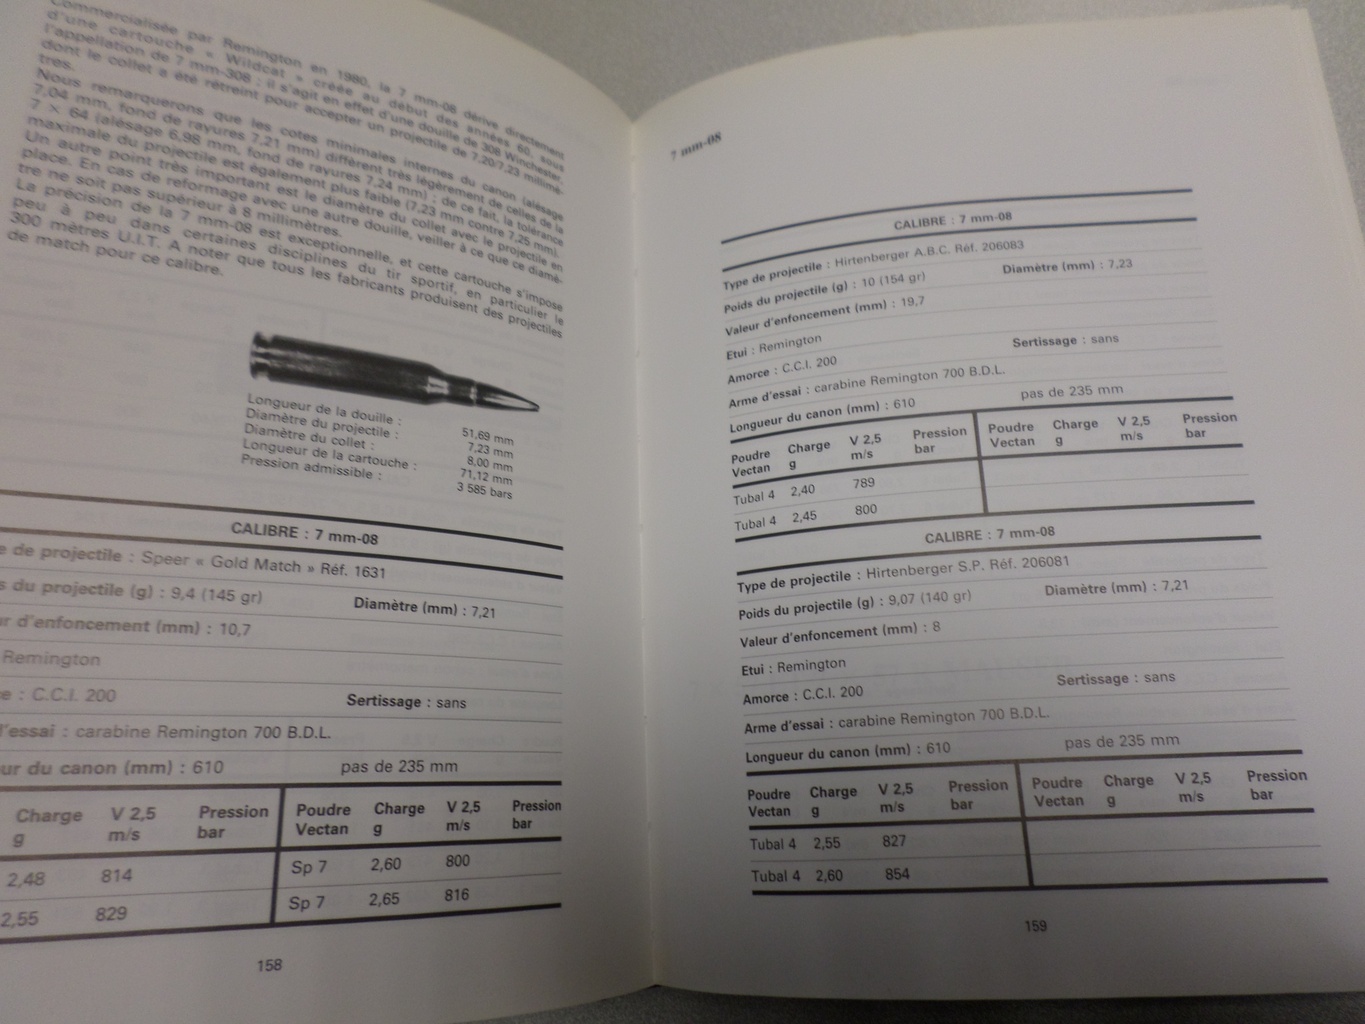 Commercialisée par Remington en 1980, la 7 mm-08 dérive directement
d'une cartouche « Wildcat » créée au début des années 60, sous
l'appellation de 7 mm-308 ; il s'agit en effet d'une douille de 308 Winchester,
dont le collet a été rétreint pour accepter un projectile de 7,20/7,23 millimè-
tres.
Nous remarquerons que les cotes minimales internes du canon (alésage
7,04 mm, fond de rayures 7,21 mm) diffèrent très légèrement de celles de la
7 × 64 (alésage 6,98 mm, fond de rayures 7,24 mm) ; de ce fait, la tolérance
maximale du projectile est également plus faible (7,23 mm contre 7,25 mm).
Un autre point très important est le diamètre du collet avec le projectile en
place. En cas de reformage avec une autre douille, veiller à ce que ce diamè-
tre ne soit pas supérieur à 8 millimètres.
La précision de la 7 mm-08 est exceptionnelle, et cette cartouche s'impose
peu à peu dans certaines disciplines du tir sportif, en particulier le
300 mètres U.I.T. A noter que tous les fabricants produisent des projectiles
de match pour ce calibre.
Longueur de la douille : 51,69 mm
Diamètre du projectile : 7,23 mm
Diamètre du collet : 8,00 mm
Longueur de la cartouche : 71,12 mm
Pression admissible : 3 585 bars
CALIBRE : 7 mm-08
de projectile : Speer « Gold Match » Réf. 1631
du projectile (g) : 9,4 (145 gr) Diamètre (mm) : 7,21
d'enfoncement (mm) : 10,7
Remington
: C.C.I. 200 Sertissage : sans
d'essai : carabine Remington 700 B.D.L.
ur du canon (mm) : 610 pas de 235 mm
Charge V 2,5 Pression Poudre Charge V 2,5 Pression
g m/s bar Vectan g m/s bar
2,48 814 Sp 7 2,60 800
2,55 829 Sp 7 2,65 816
158
7 mm-08
CALIBRE : 7 mm-08
Type de projectile : Hirtenberger A.B.C. Réf. 206083
Poids du projectile (g) : 10 (154 gr) Diamètre (mm) : 7,23
Valeur d'enfoncement (mm) : 19,7
Etui : Remington
Amorce : C.C.I. 200 Sertissage : sans
Arme d'essai : carabine Remington 700 B.D.L.
Longueur du canon (mm) : 610 pas de 235 mm
Poudre Charge V 2,5 Pression Poudre Charge V 2,5 Pression
Vectan g m/s bar Vectan g m/s bar
Tubal 4 2,40 789
Tubal 4 2,45 800
CALIBRE : 7 mm-08
Type de projectile : Hirtenberger S.P. Réf. 206081
Poids du projectile (g) : 9,07 (140 gr) Diamètre (mm) : 7,21
Valeur d'enfoncement (mm) : 8
Etui : Remington
Amorce : C.C.I. 200 Sertissage : sans
Arme d'essai : carabine Remington 700 B.D.L.
Longueur du canon (mm) : 610 pas de 235 mm
Poudre Charge V 2,5 Pression Poudre Charge V 2,5 Pression
Vectan g m/s bar Vectan g m/s bar
Tubal 4 2,55 827
Tubal 4 2,60 854
159